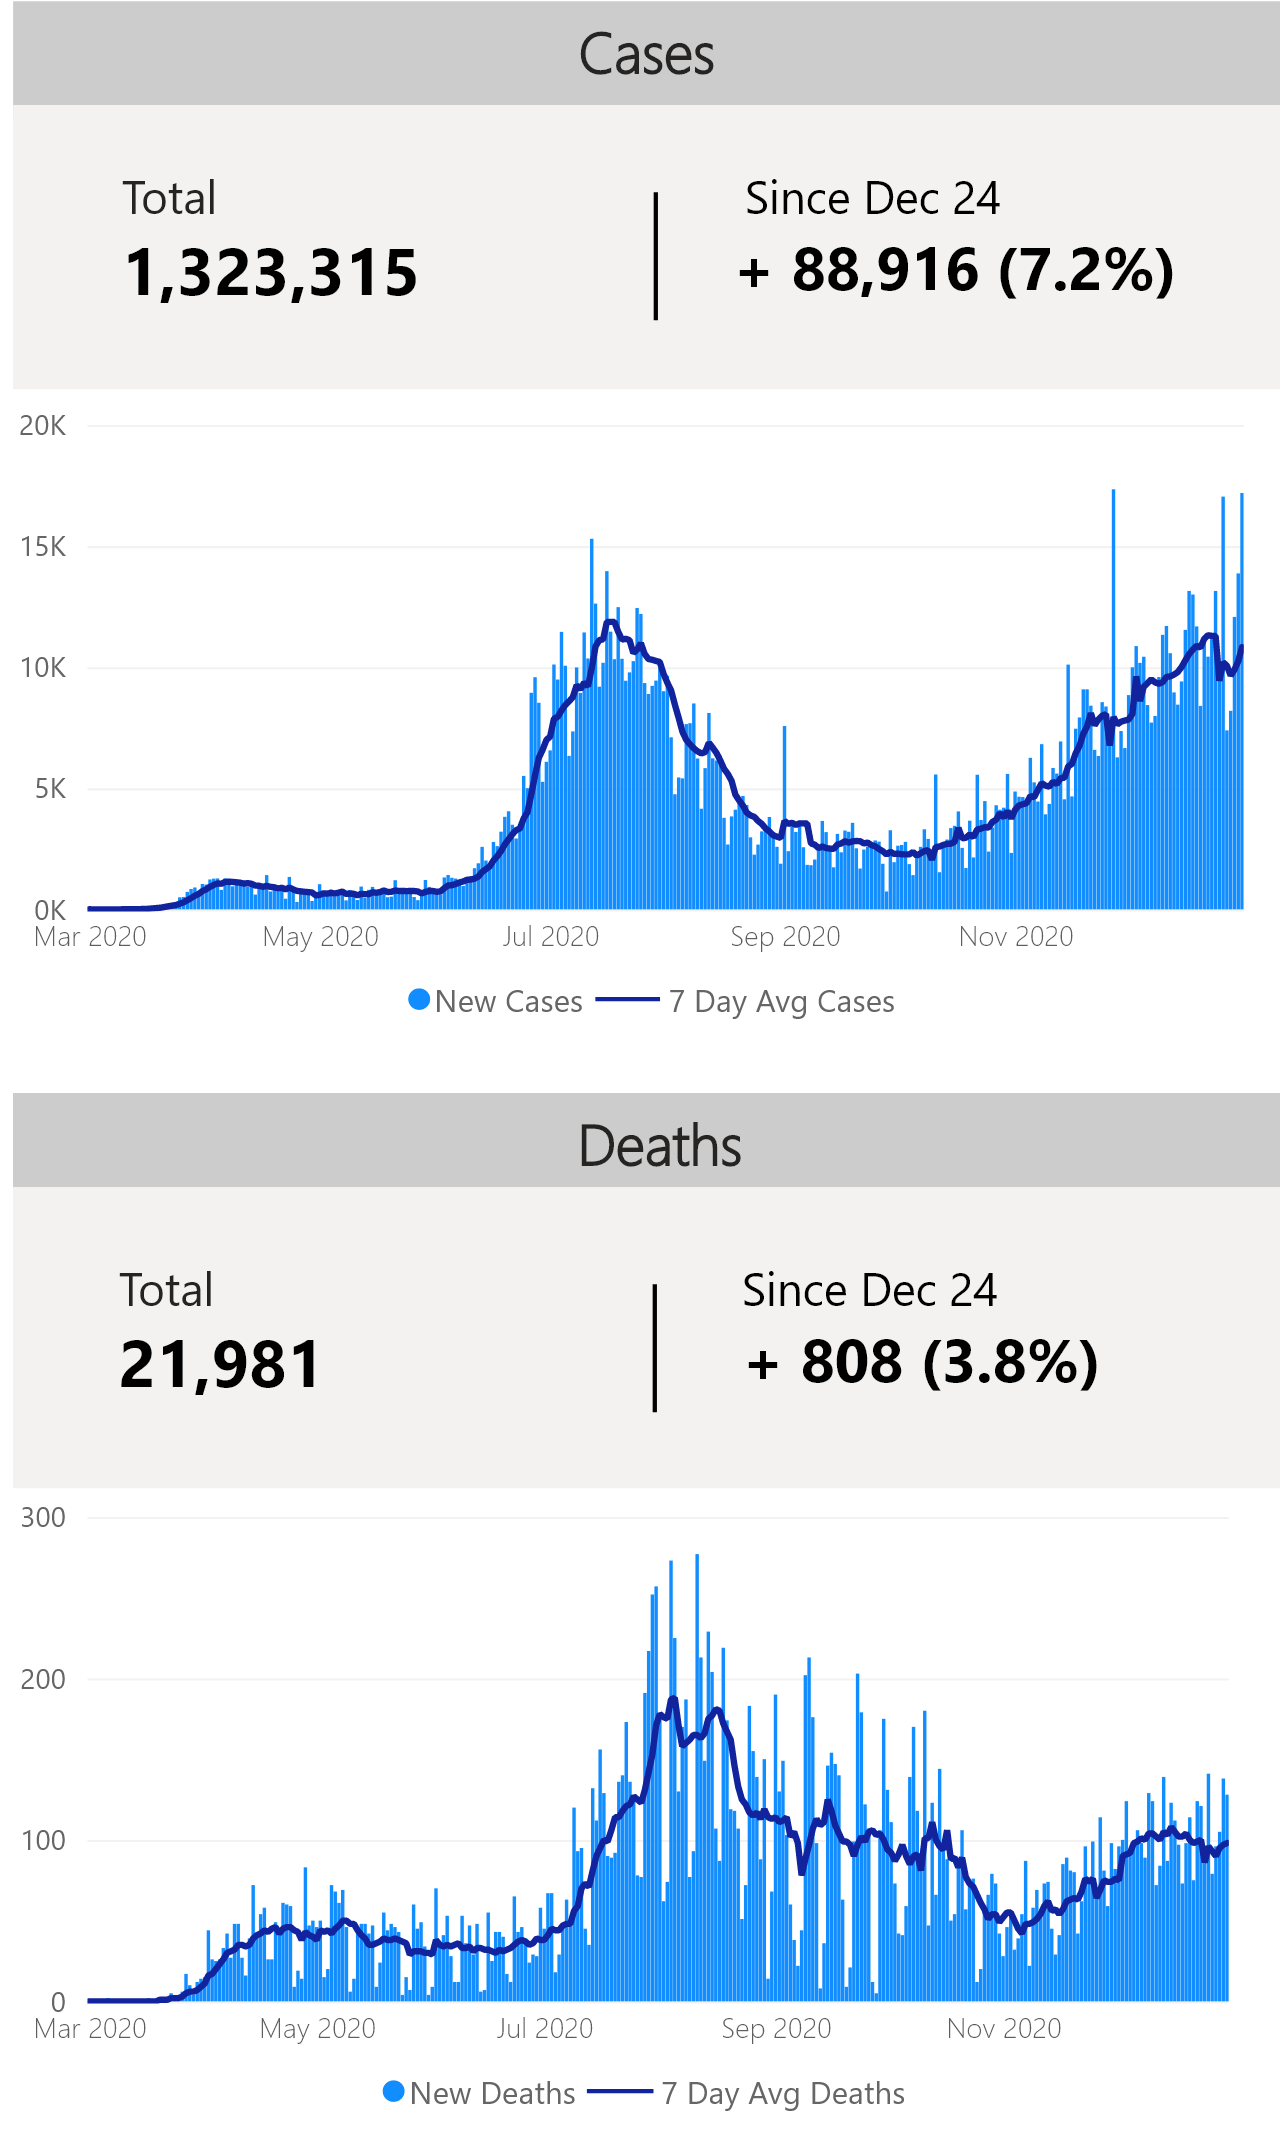 Cases
Total
Since Dec 24
1,323,315
+ 88,916 (7.2%)
20K
15K
10K
5K
0K
Mar 2020 May 2020 Jul 2020 Sep 2020 Nov 2020
New Cases 7 Day Avg Cases
Deaths
Total
Since Dec 24
21,981
+ 808 (3.8%)
300
200
100
0
Mar 2020 May 2020 Jul 2020 Sep 2020 Nov 2020
New Deaths 7 Day Avg Deaths